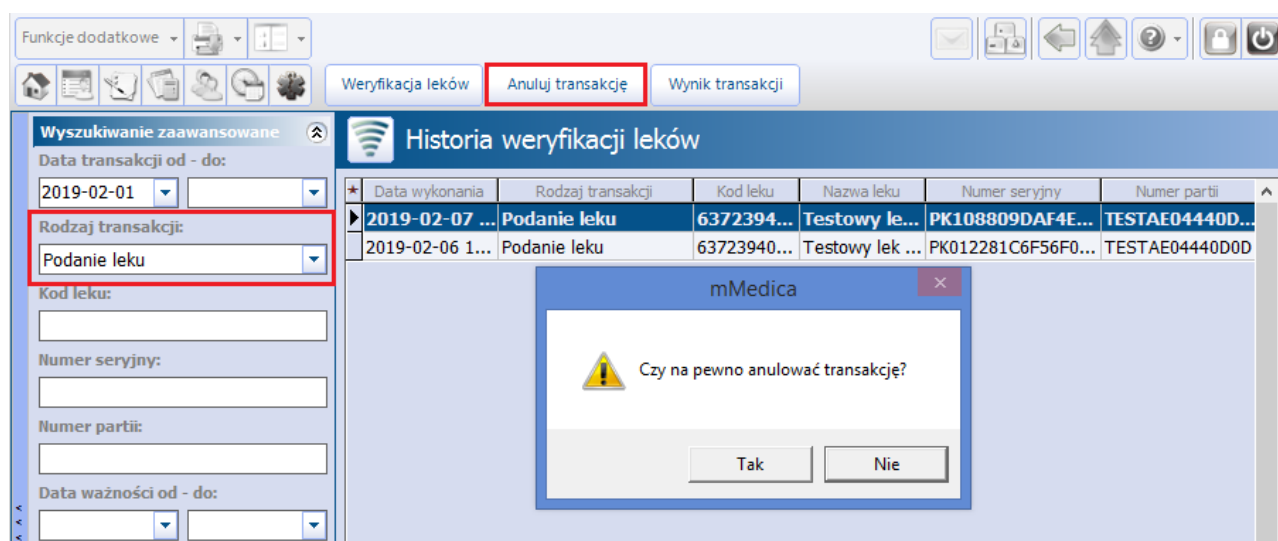 Funkcje dodatkowe
Weryfikacja leków Anuluj transakcję Wynik transakcji
Wyszukiwanie zaawansowane
Data transakcji od - do:
2019-02-01
Rodzaj transakcji:
Podanie leku
Kod leku:
Numer seryjny:
Numer partii:
Data ważności od - do:
Historia weryfikacji leków
Data wykonania Rodzaj transakcji Kod leku Nazwa leku Numer seryjny Numer partii
2019-02-07 ... Podanie leku 6372394... Testowy le... PK108809DAF4E... TESTAE04440D...
2019-02-06 1... Podanie leku 63723940... Testowy lek ... PK012281C6F56F0... TESTAE04440D0D
mMedica
Czy na pewno anulować transakcję?
Tak Nie